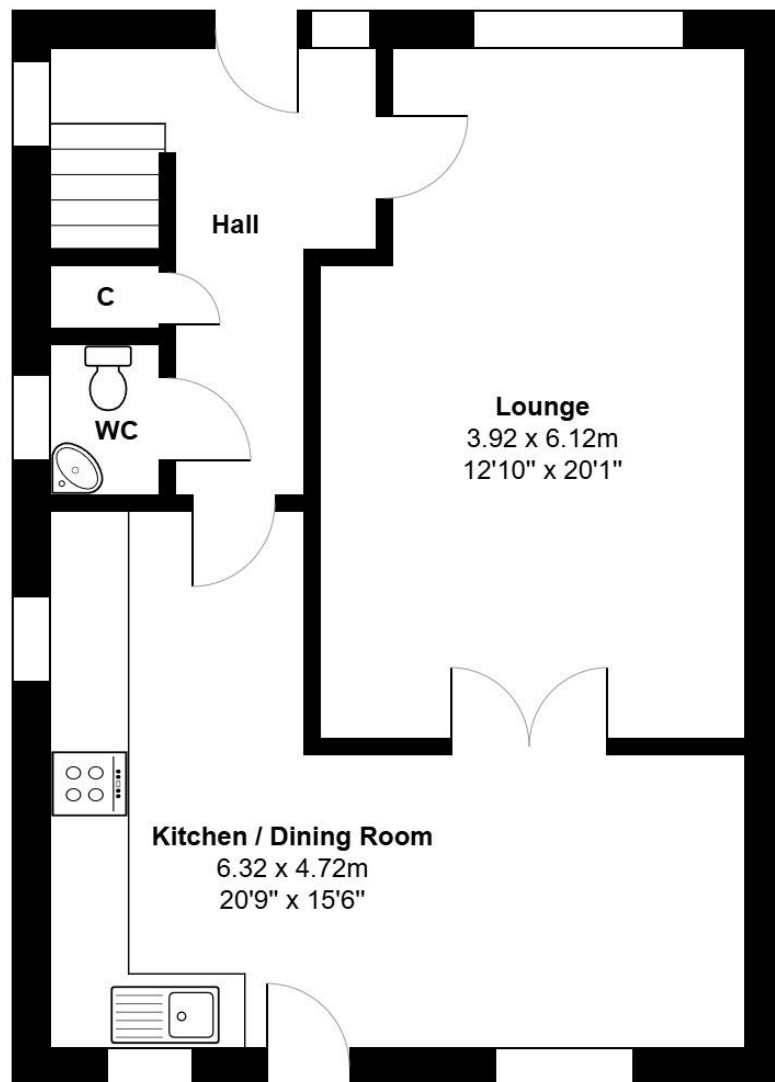 Hall
C
WC
Lounge
3.92 x 6.12m
12'10" x 20'1"
Kitchen / Dining Room
6.32 x 4.72m
20'9" x 15'6"